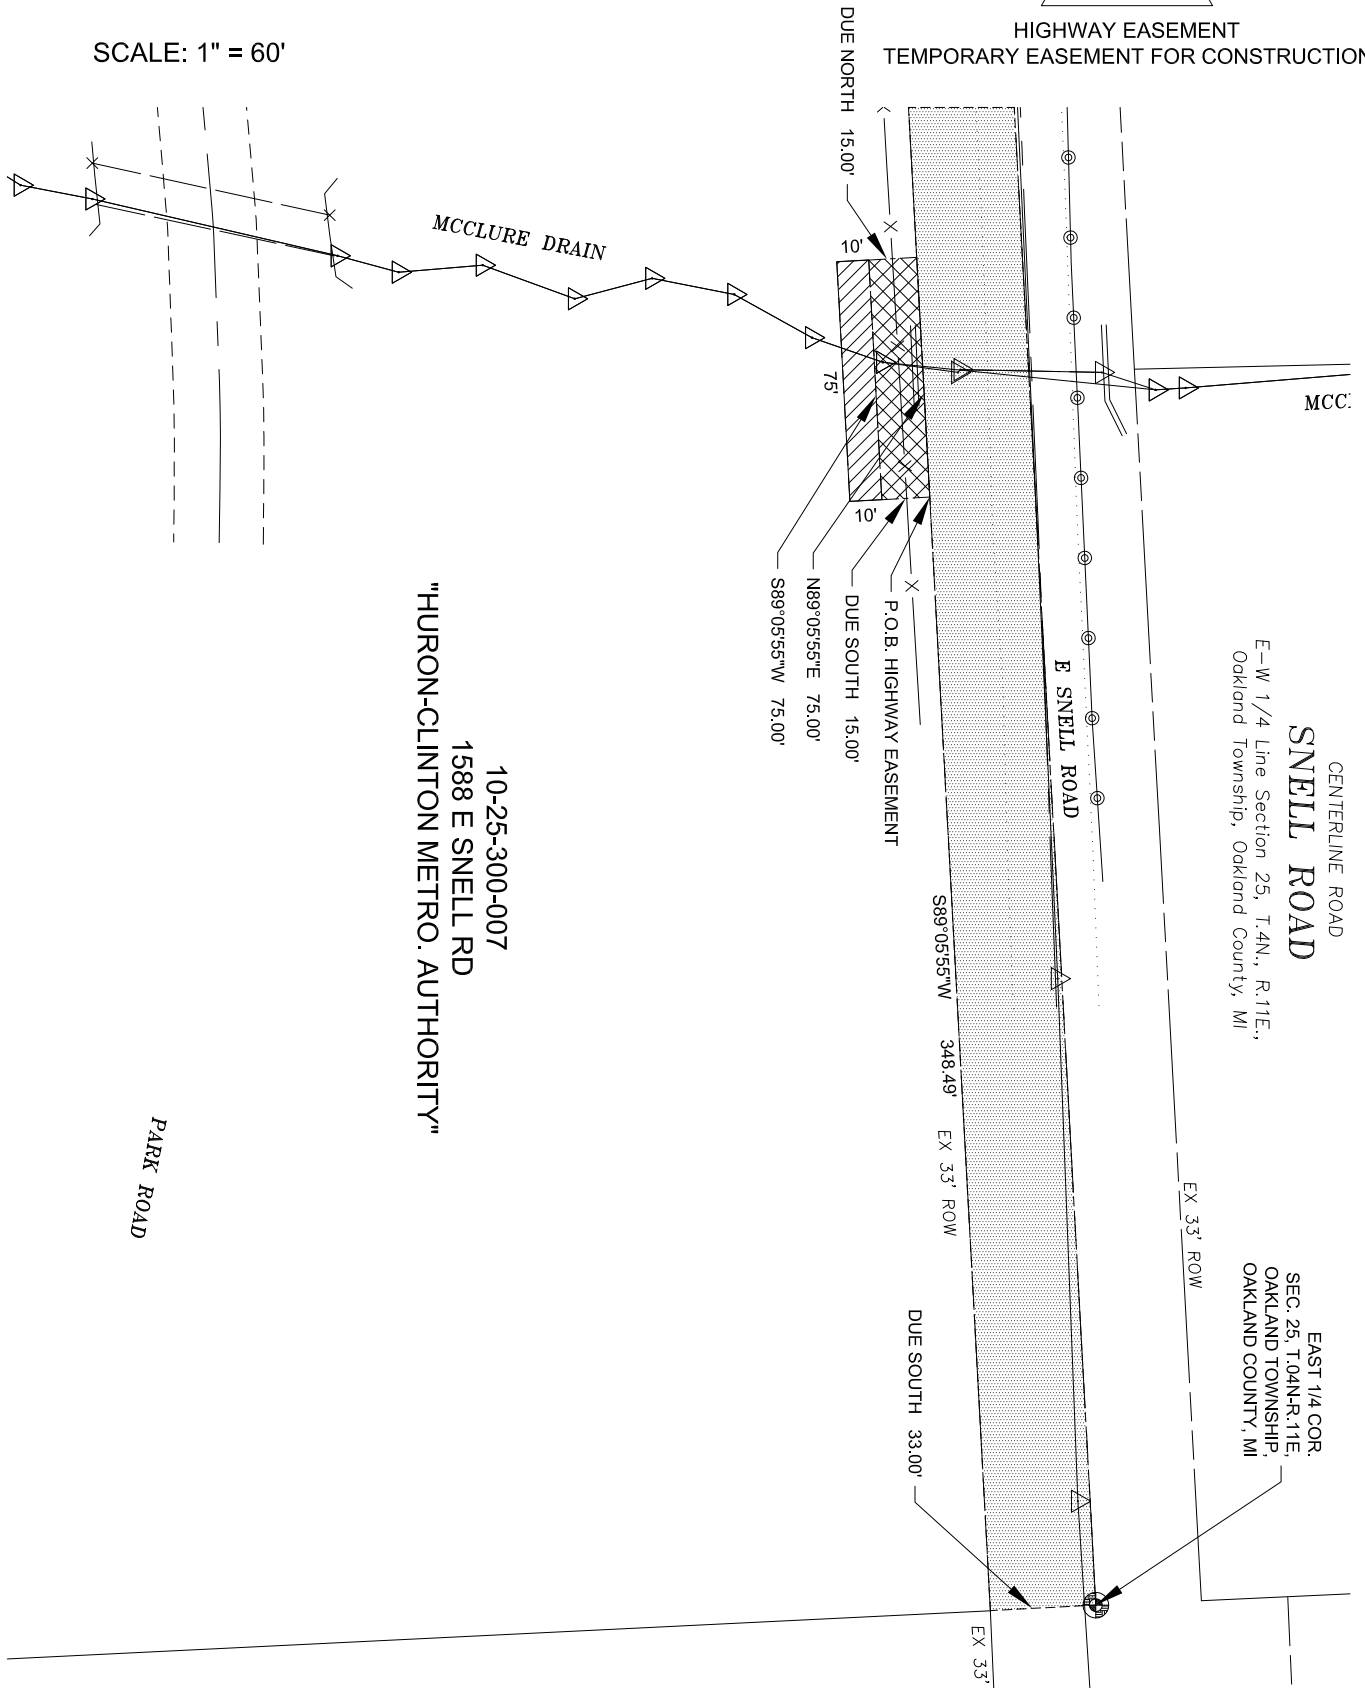 SCALE: 1" = 60'
HIGHWAY EASEMENT
TEMPORARY EASEMENT FOR CONSTRUCTION
DUE NORTH 15.00'
MCCLURE DRAIN
10'
75'
10'
MCCL
S89°05'55"W 75.00'
N89°05'55"E 75.00'
DUE SOUTH 15.00'
P.O.B. HIGHWAY EASEMENT
E SNELL ROAD
CENTERLINE ROAD
SNELL ROAD
E-W 1/4 Line Section 25, T.4N., R.11E.,
Oakland Township, Oakland County, MI
10-25-300-007
1588 E SNELL RD
"HURON-CLINTON METRO. AUTHORITY"
S89°05'55"W 348.49' EX 33' ROW
EX 33' ROW
PARK ROAD
EAST 1/4 COR.
SEC. 25, T.04N-R.11E,
OAKLAND TOWNSHIP,
OAKLAND COUNTY, MI
DUE SOUTH 33.00'
EX 33'